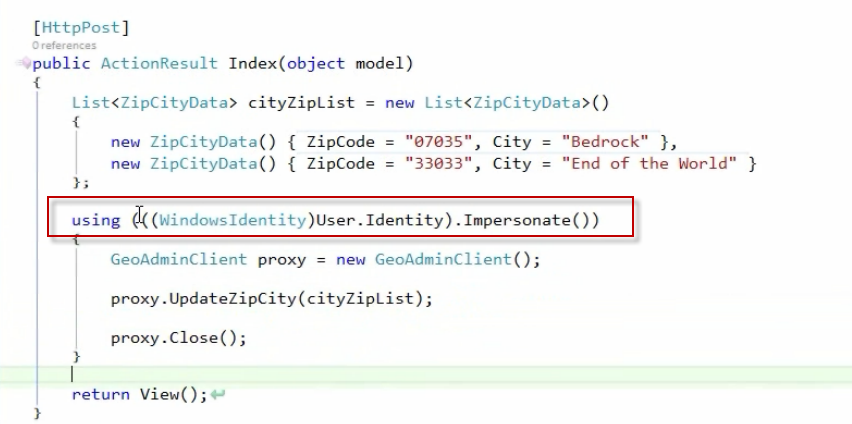 [HttpPost]
0 references
public ActionResult Index(object model)
{
List<ZipCityData> cityZipList = new List<ZipCityData>()
{
new ZipCityData() { ZipCode = "07035", City = "Bedrock" },
new ZipCityData() { ZipCode = "33033", City = "End of the World" }
};
using (((WindowsIdentity)User.Identity).Impersonate())
{
GeoAdminClient proxy = new GeoAdminClient();
proxy.UpdateZipCity(cityZipList);
proxy.Close();
}
return View();
}